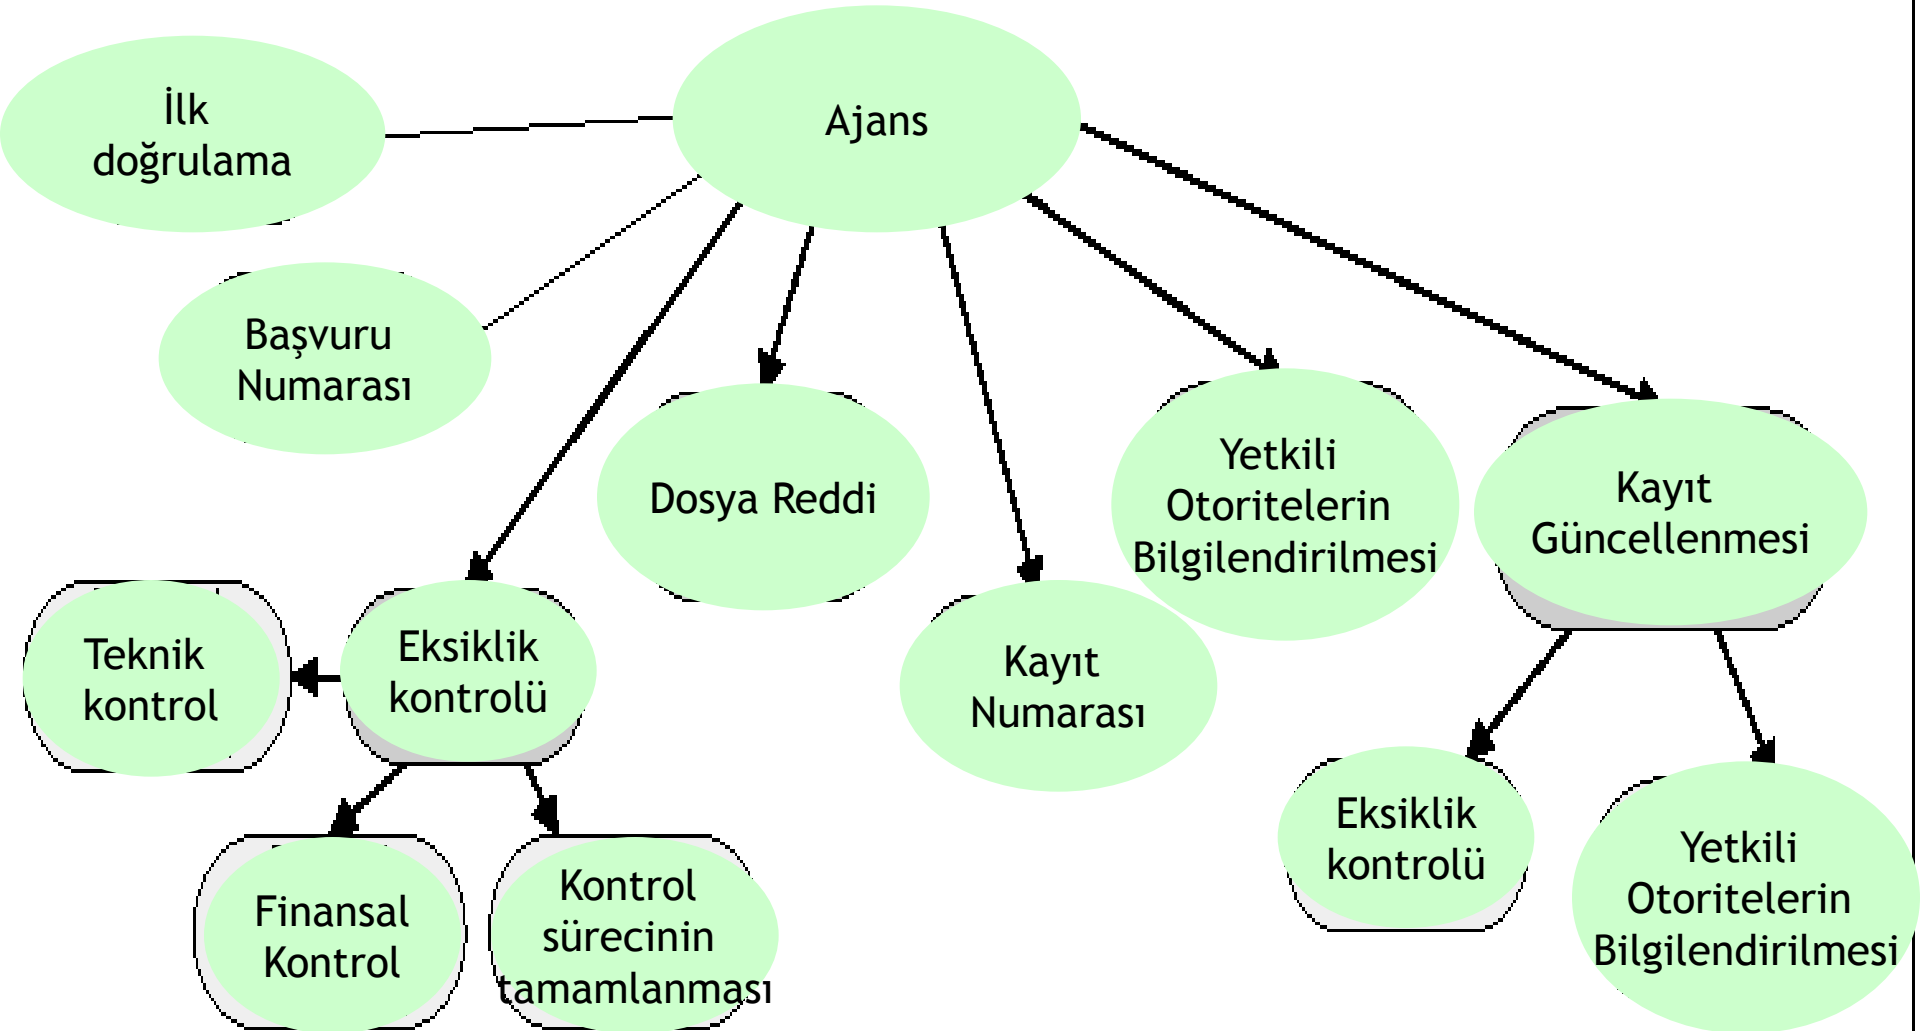 Ajans
İlk
doğrulama
Başvuru
Numarası
Dosya Reddi
Yetkili
Otoritelerin
Bilgilendirilmesi
Kayıt
Güncellenmesi
Teknik
kontrol
Eksiklik
kontrolü
Kayıt
Numarası
Finansal
Kontrol
Kontrol
sürecinin
tamamlanması
Eksiklik
kontrolü
Yetkili
Otoritelerin
Bilgilendirilmesi